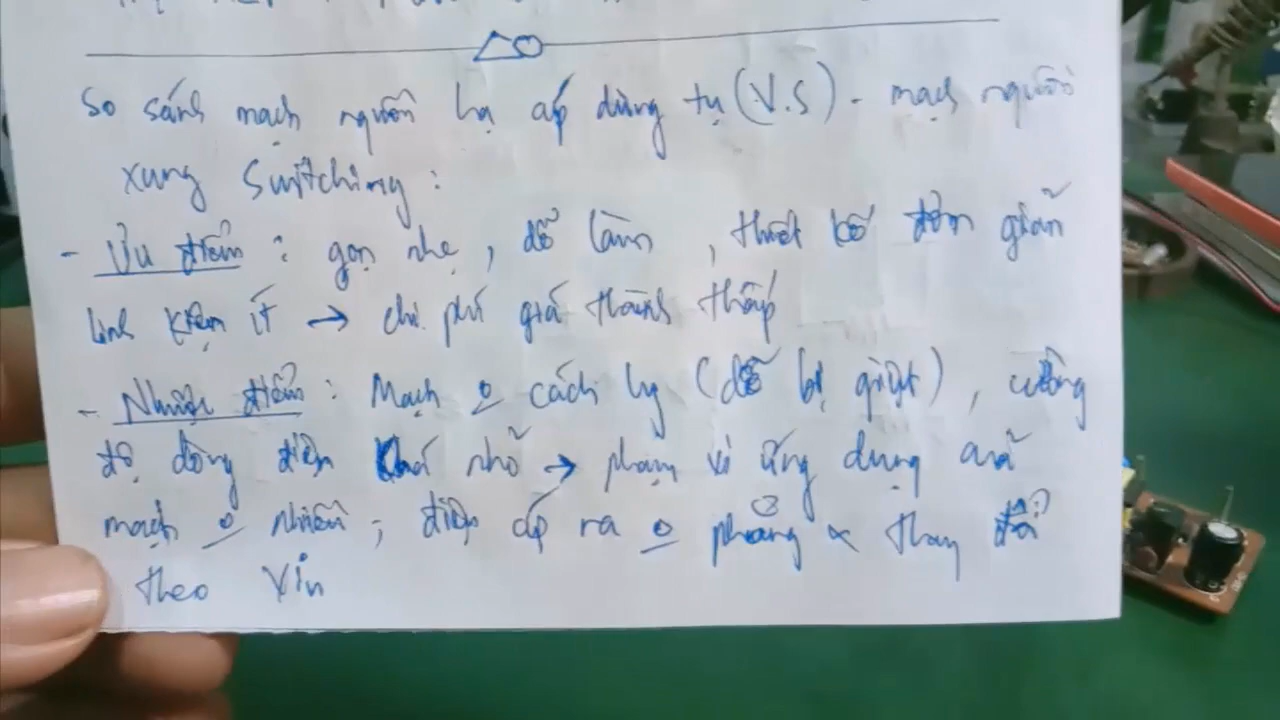 So sánh mạch nguồn hạ áp dùng tụ (V.S) - mạch nguồn
xung Switching :
- Ưu điểm : gọn nhẹ, dễ làm, thiết kế đơn giản
linh kiện ít → chi phí giá thành thấp
- Nhược điểm : Mạch o cách ly (dễ bị giựt), cường
độ dòng điện khá nhỏ → phạm vi ứng dụng của
mạch o nhiều ; điện áp ra o phẳng ∝ thay đổi
theo Vin